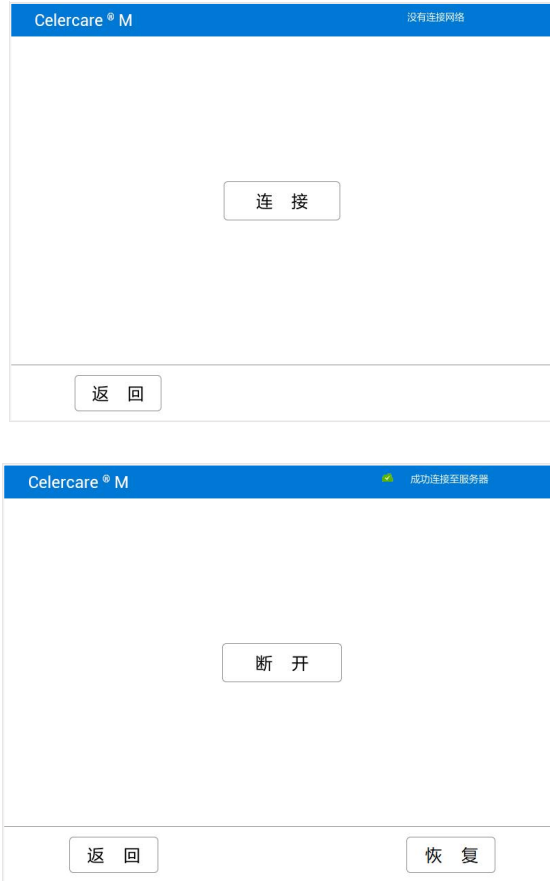 Celercare ® M 没有连接网络
连 接
返 回
Celercare ® M 成功连接至服务器
断 开
返 回 恢 复